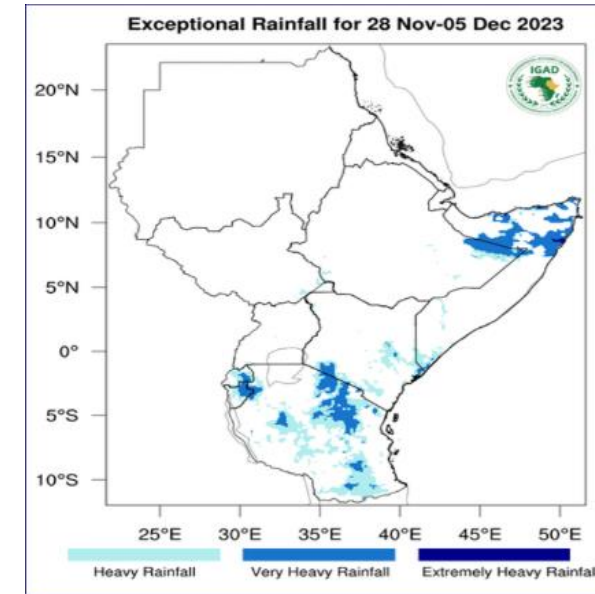 Exceptional Rainfall for 28 Nov-05 Dec 2023
IGAD
20°N
15°N
10°N
5°N
0°
5°S
10°S
25°E 30°E 35°E 40°E 45°E 50°E
Heavy Rainfall Very Heavy Rainfall Extremely Heavy Rainfal